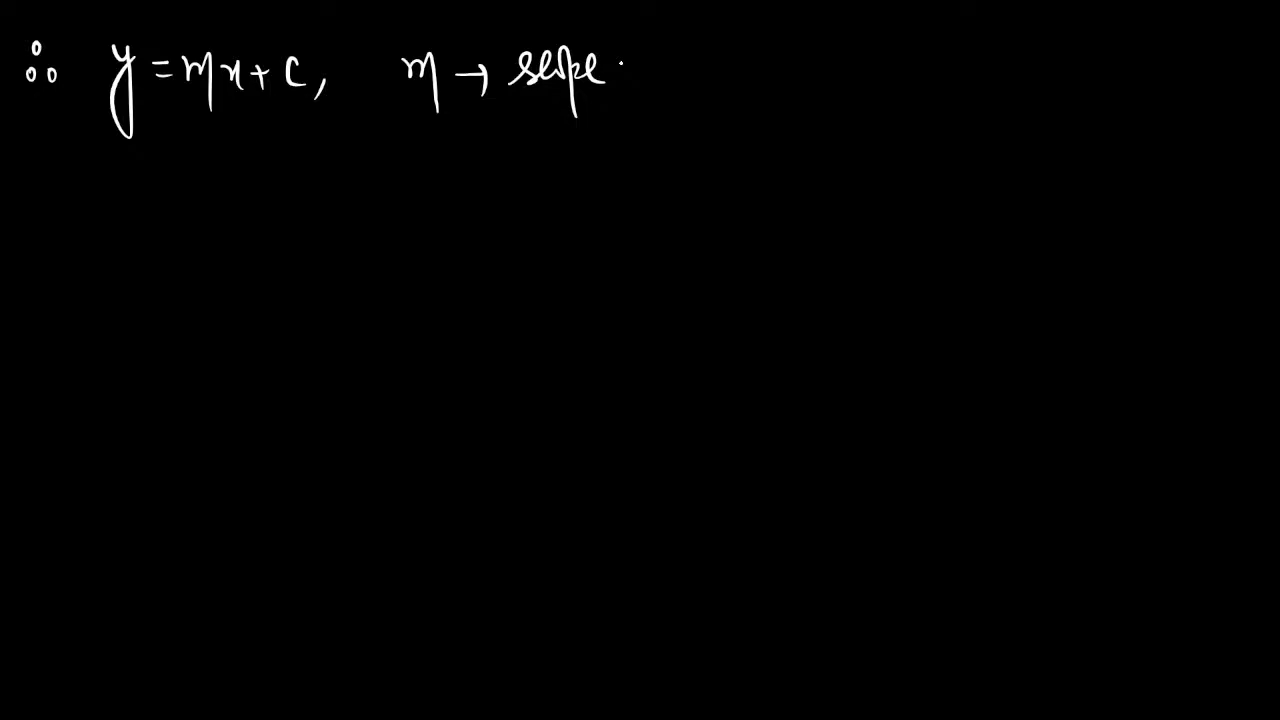 ∴ y = mx + c, m → slope.